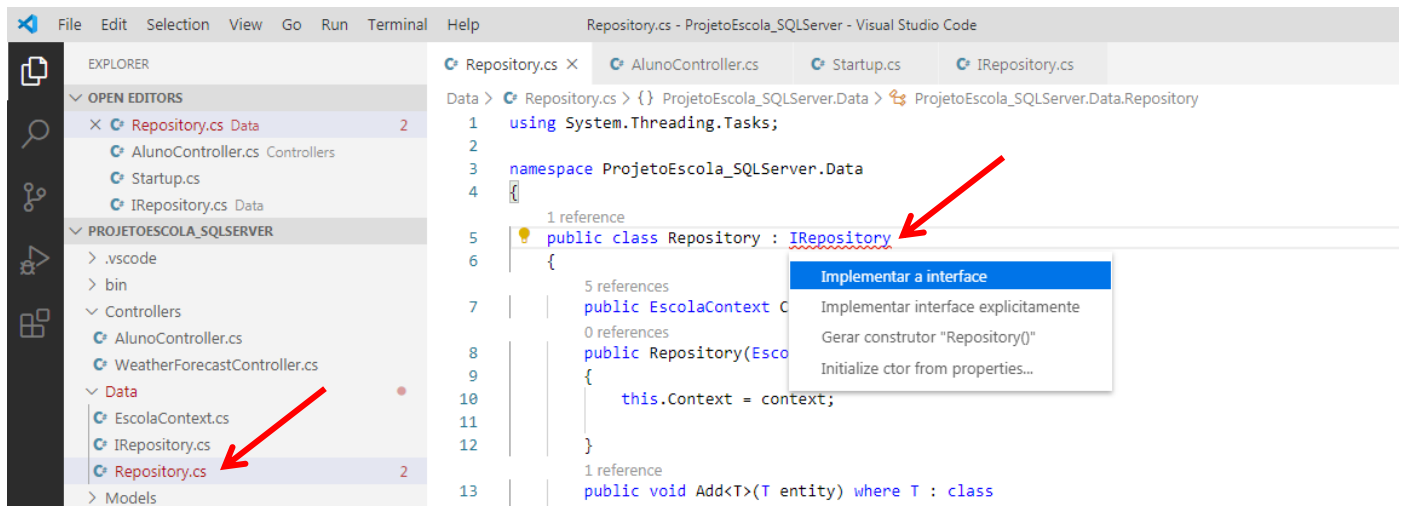 File Edit Selection View Go Run Terminal Help Repository.cs - ProjetoEscola_SQLServer - Visual Studio Code
EXPLORER
OPEN EDITORS
Repository.cs Data 2
AlunoController.cs Controllers
Startup.cs
IRepository.cs Data
PROJETOESCOLA_SQLSERVER
.vscode
bin
Controllers
AlunoController.cs
WeatherForecastController.cs
Data
EscolaContext.cs
IRepository.cs
Repository.cs 2
Models
Repository.cs AlunoController.cs Startup.cs IRepository.cs
Data > Repository.cs > {} ProjetoEscola_SQLServer.Data > ProjetoEscola_SQLServer.Data.Repository
1 using System.Threading.Tasks;
2
3 namespace ProjetoEscola_SQLServer.Data
4 {
1 reference
5 public class Repository : IRepository
6 {
5 references
7 public EscolaContext C
0 references
8 public Repository(Esco
9 {
10 this.Context = context;
11
12 }
1 reference
13 public void Add<T>(T entity) where T : class
Implementar a interface
Implementar interface explicitamente
Gerar construtor "Repository()"
Initialize ctor from properties...